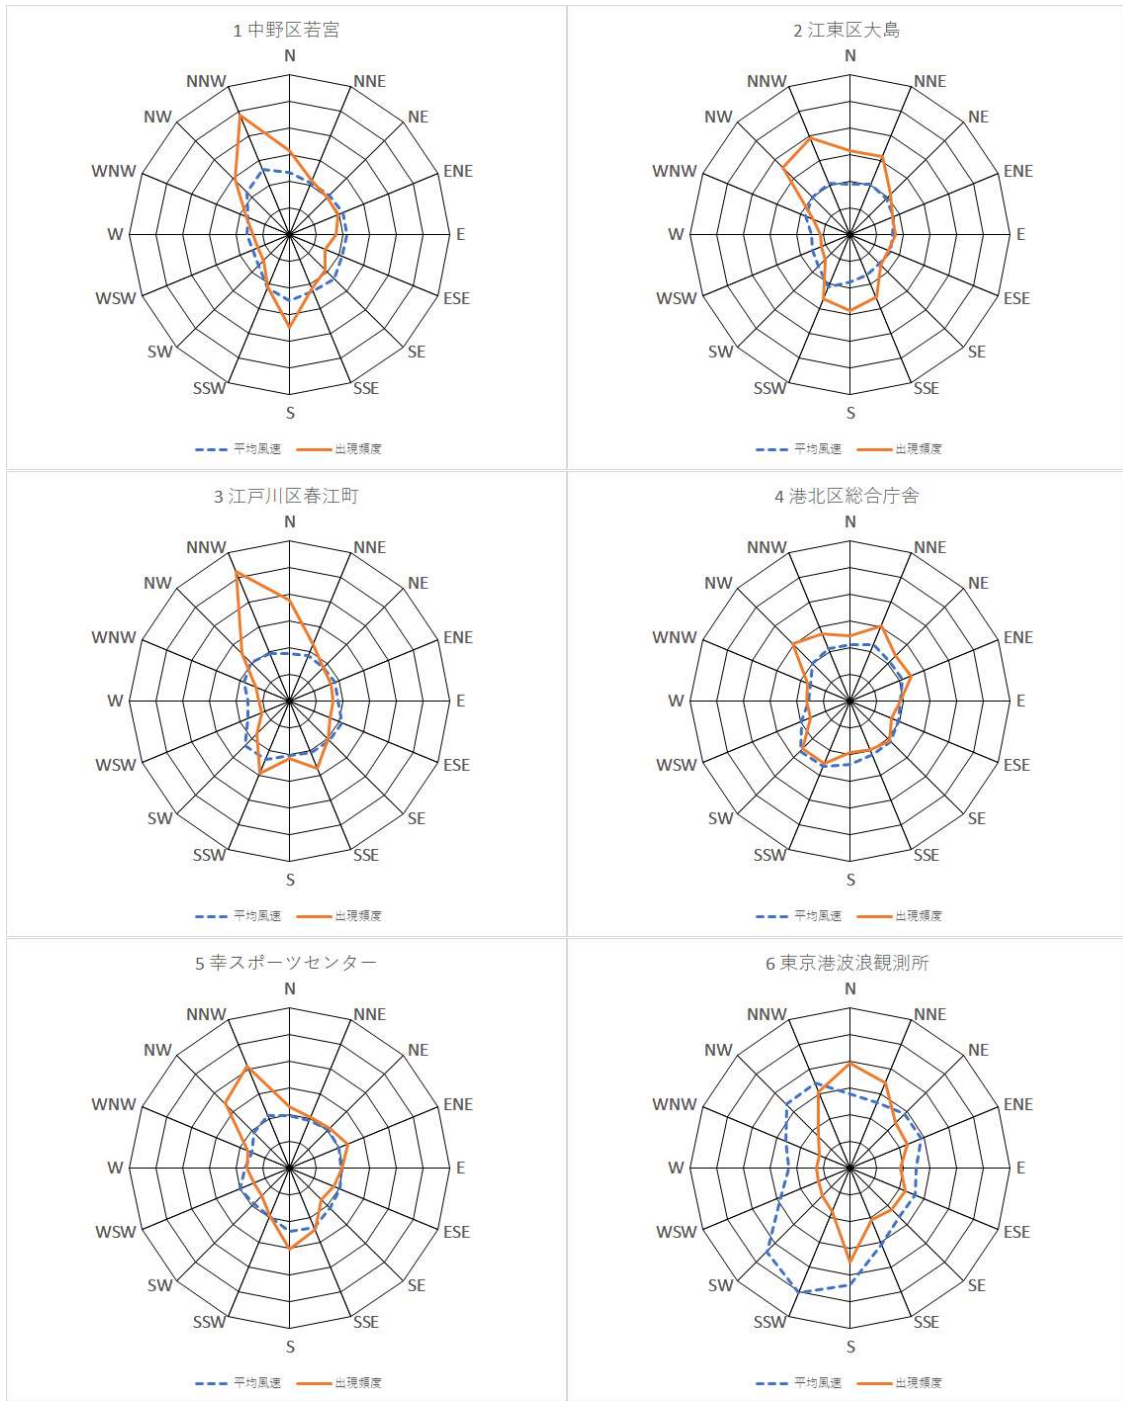 1 中野区若宮
N
NNW
NNE
NW
NE
WNW
ENE
W
E
WSW
ESE
SW
SE
SSW
SSE
S
平均風速 出現頻度
2 江東区大島
N
NNW
NNE
NW
NE
WNW
ENE
W
E
WSW
ESE
SW
SE
SSW
SSE
S
平均風速 出現頻度
3 江戸川区春江町
N
NNW
NNE
NW
NE
WNW
ENE
W
E
WSW
ESE
SW
SE
SSW
SSE
S
平均風速 出現頻度
4 港北区総合庁舎
N
NNW
NNE
NW
NE
WNW
ENE
W
E
WSW
ESE
SW
SE
SSW
SSE
S
平均風速 出現頻度
5 幸スポーツセンター
N
NNW
NNE
NW
NE
WNW
ENE
W
E
WSW
ESE
SW
SE
SSW
SSE
S
平均風速 出現頻度
6 東京港波浪観測所
N
NNW
NNE
NW
NE
WNW
ENE
W
E
WSW
ESE
SW
SE
SSW
SSE
S
平均風速 出現頻度